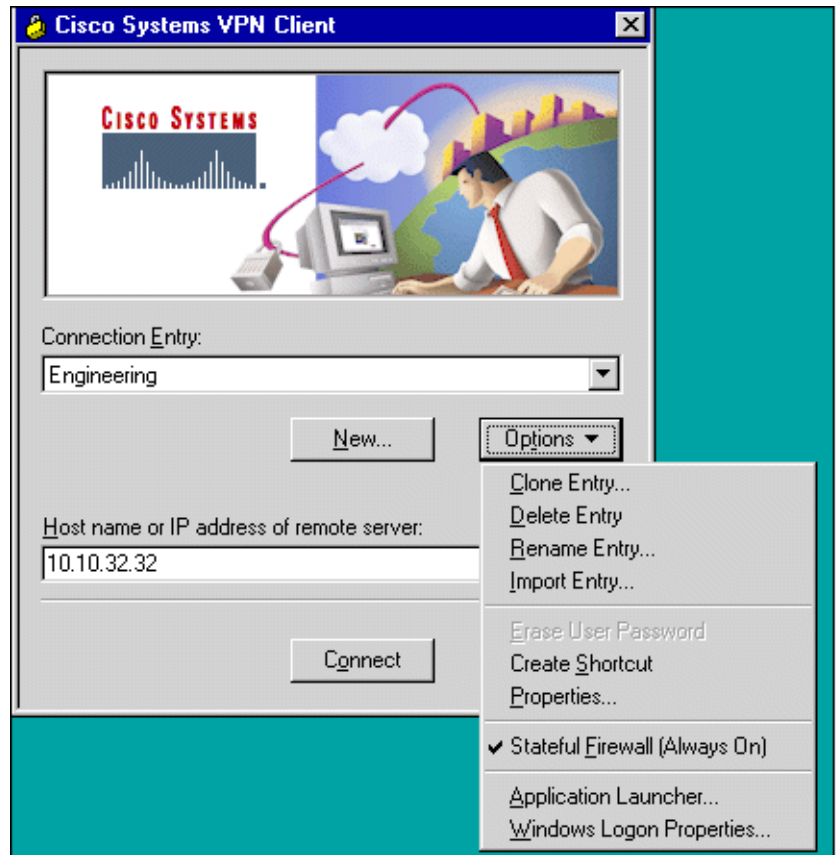 Cisco Systems VPN Client
CISCO SYSTEMS
Connection Entry:
Engineering
New...
Options
Host name or IP address of remote server:
10.10.32.32
Connect
Clone Entry...
Delete Entry
Rename Entry...
Import Entry...
Erase User Password
Create Shortcut
Properties...
Stateful Firewall (Always On)
Application Launcher...
Windows Logon Properties...